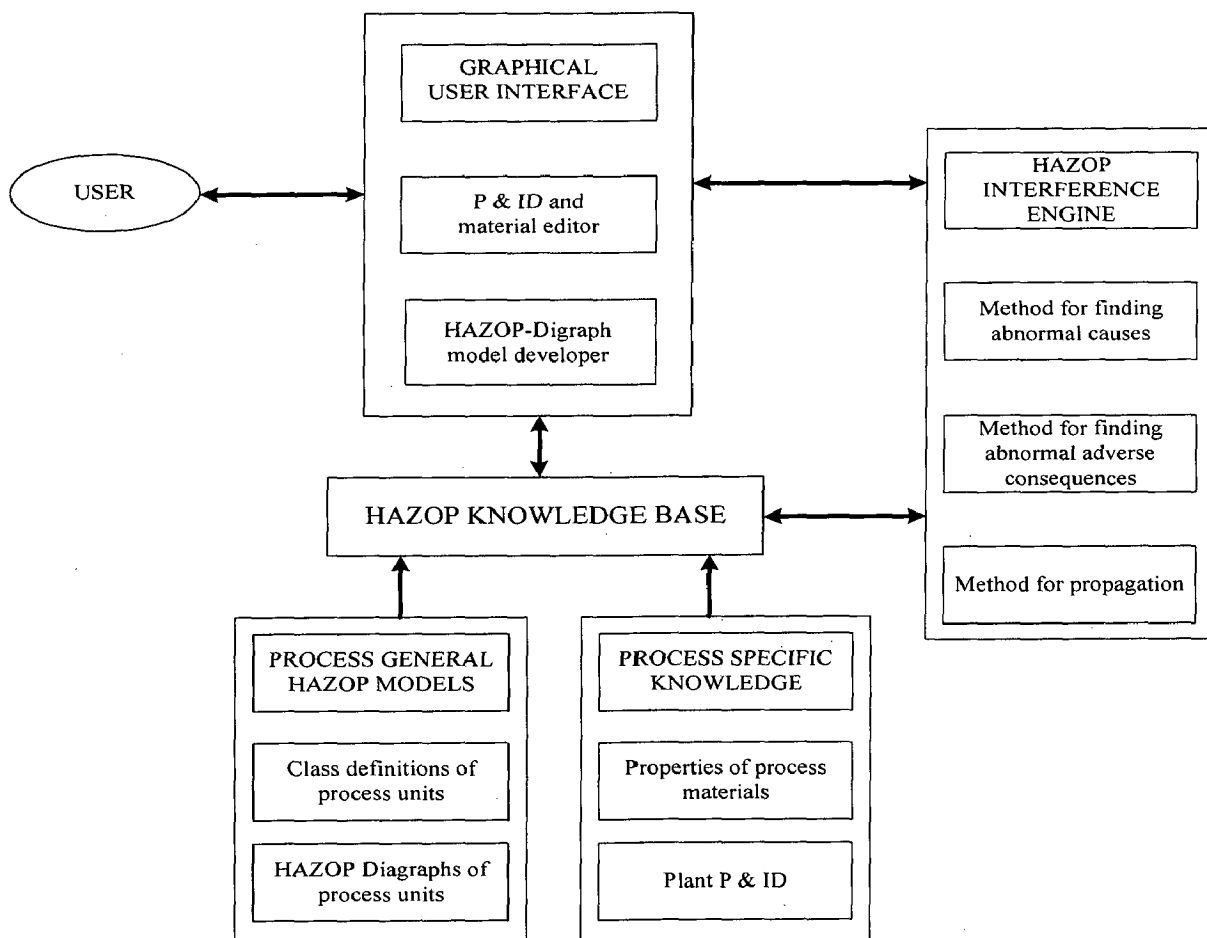 GRAPHICAL
USER INTERFACE
USER
P & ID and
material editor
HAZOP-Digraph
model developer
HAZOP
INTERFERENCE
ENGINE
Method for finding
abnormal causes
Method for finding
abnormal adverse
consequences
Method for propagation
HAZOP KNOWLEDGE BASE
PROCESS GENERAL
HAZOP MODELS
Class definitions of
process units
HAZOP Diagraphs of
process units
PROCESS SPECIFIC
KNOWLEDGE
Properties of process
materials
Plant P & ID